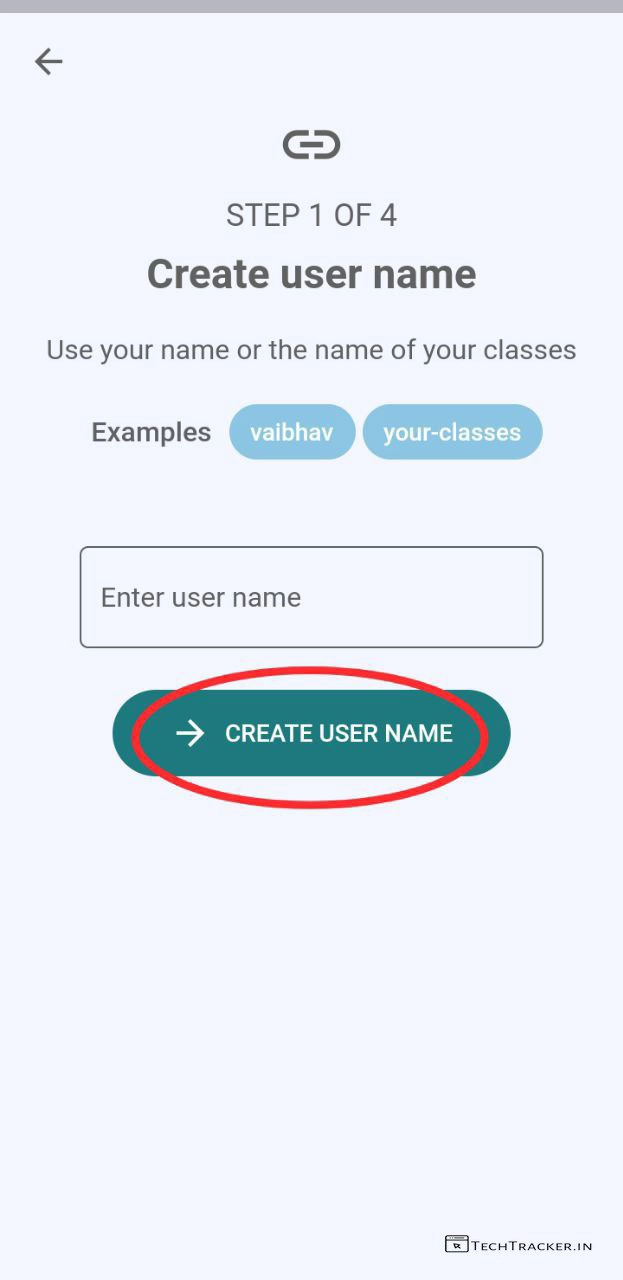 STEP 1 OF 4
Create user name
Use your name or the name of your classes
Examples vaibhav your-classes
Enter user name
CREATE USER NAME
TECHTRACKER.IN